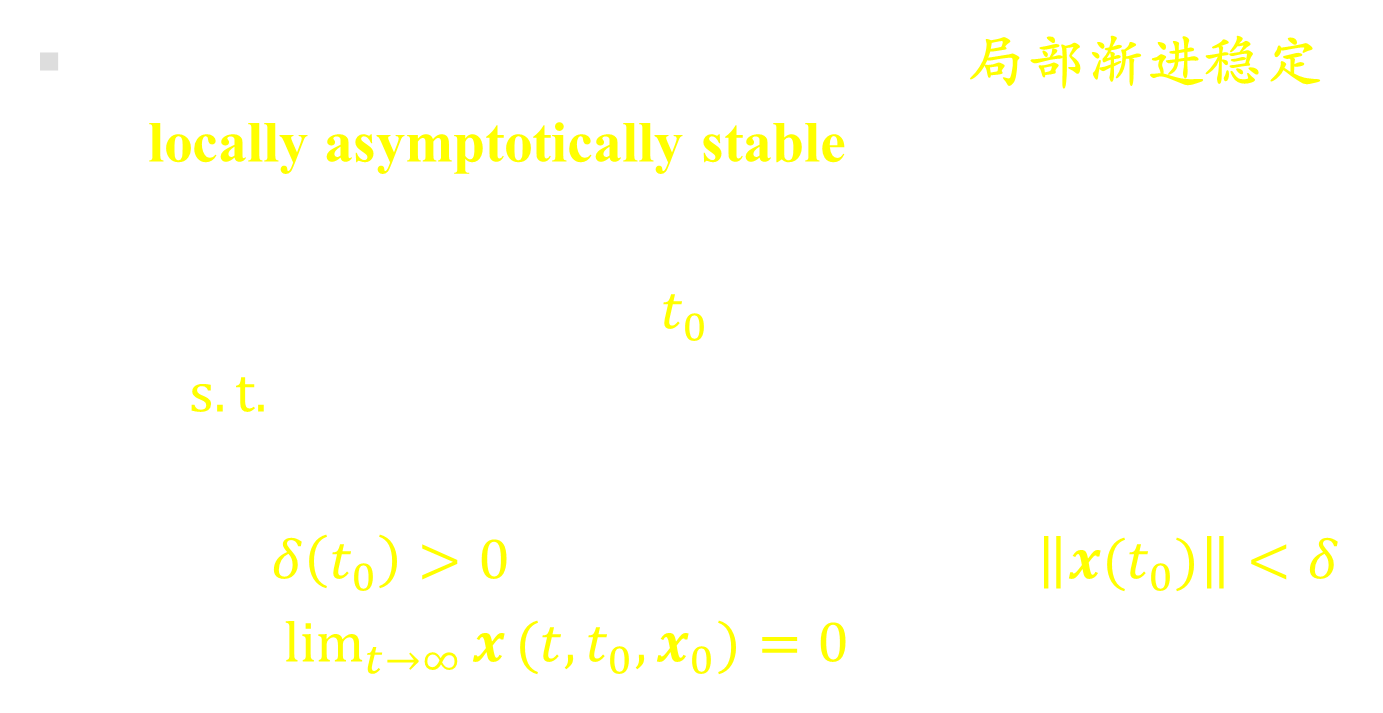 局部渐进稳定
locally asymptotically stable
t₀
s.t.
δ(t₀) > 0 ‖x(t₀)‖ < δ
lim_{t→∞} x (t, t₀, x₀) = 0